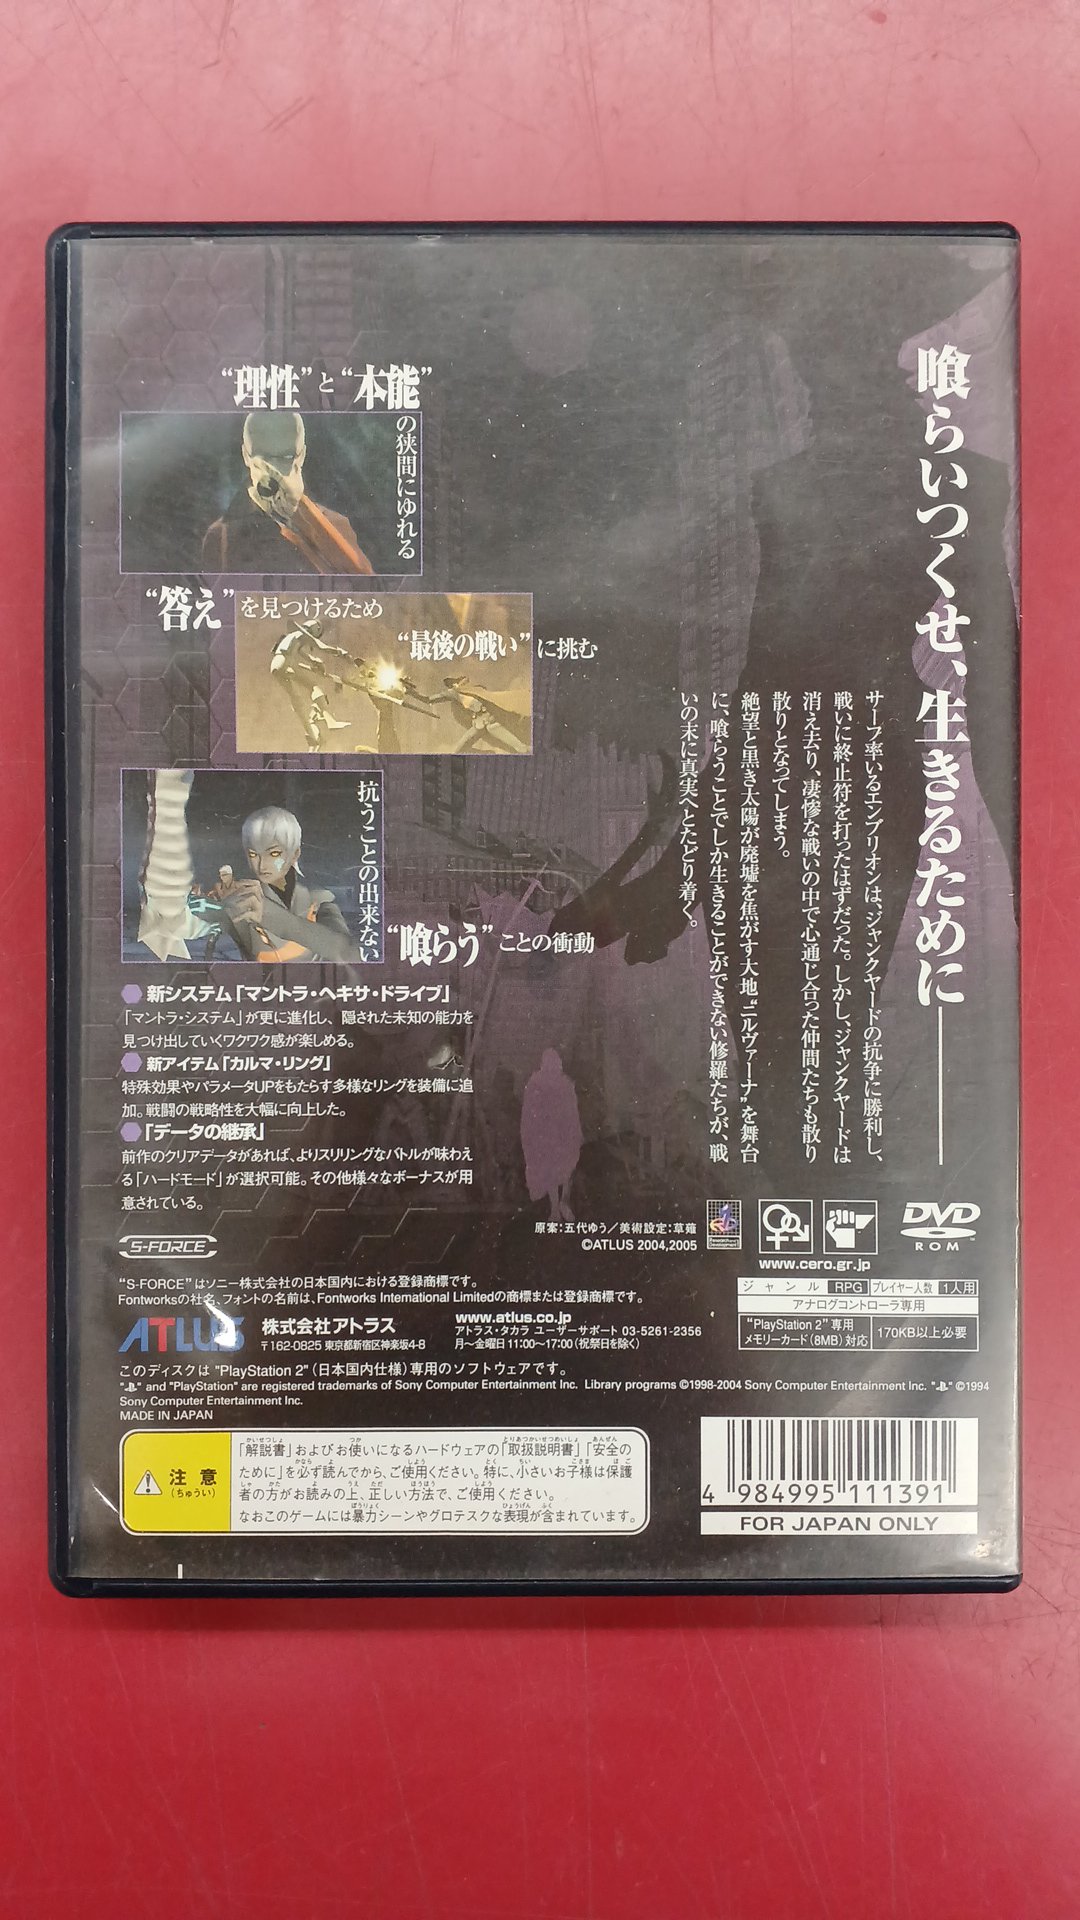 喰らいつくせ、生きるために――
サーフ率いるエンブリオンは、ジャンクヤードの抗争に勝利し、
戦いに終止符を打ったはずだった。しかし、ジャンクヤードは
消え去り、凄惨な戦いの中で心通じ合った仲間たちも散り
散りとなってしまう。
絶望と黒き太陽が廃墟を焦がす大地“ニルヴァーナ”を舞台
に、喰らうことでしか生きることができない修羅たちが、戦
いの末に真実へとたどり着く。
“理性”と“本能”
の狭間にゆれる
“答え”を見つけるため
“最後の戦い”に挑む
抗うことの出来ない
“喰らう”ことの衝動
新システム「マントラ・ヘキサ・ドライブ」
「マントラ・システム」が更に進化し、隠された未知の能力を
見つけ出していくワクワク感が楽しめる。
新アイテム「カルマ・リング」
特殊効果やパラメータUPをもたらす多様なリングを装備に追
加。戦闘の戦略性を大幅に向上した。
「データの継承」
前作のクリアデータがあれば、よりスリリングなバトルが味わえ
る「ハードモード」が選択可能。その他様々なボーナスが用
意されている。
S-FORCE
原案:五代ゆう/美術設定:草薙
©ATLUS 2004,2005
www.cero.gr.jp
DVD
ROM
“S-FORCE”はソニー株式会社の日本国内における登録商標です。
Fontworksの社名、フォントの名前は、Fontworks International Limitedの商標または登録商標です。
ジャンル RPG プレイヤー人数 1人用
アナログコントローラ専用
"PlayStation 2"専用
メモリーカード(8MB)対応 170KB以上必要
ATLUS 株式会社アトラス
〒162-0825 東京都新宿区神楽坂4-8
www.atlus.co.jp
アトラス・タカラ ユーザーサポート 03-5261-2356
月〜金曜日 11:00〜17:00(祝祭日を除く)
このディスクは "PlayStation 2"(日本国内仕様)専用のソフトウェアです。
" " and "PlayStation" are registered trademarks of Sony Computer Entertainment Inc. Library programs ©1998-2004 Sony Computer Entertainment Inc. " " ©1994
Sony Computer Entertainment Inc.
MADE IN JAPAN
注意
(ちゅうい)
「解説書」およびお使いになるハードウェアの「取扱説明書」「安全の
ために」を必ず読んでから、ご使用ください。特に、小さいお子様は保護
者の方がお読みの上、正しい方法で、ご使用ください。
なおこのゲームには暴力シーンやグロテスクな表現が含まれています。
4 984995 111391
FOR JAPAN ONLY